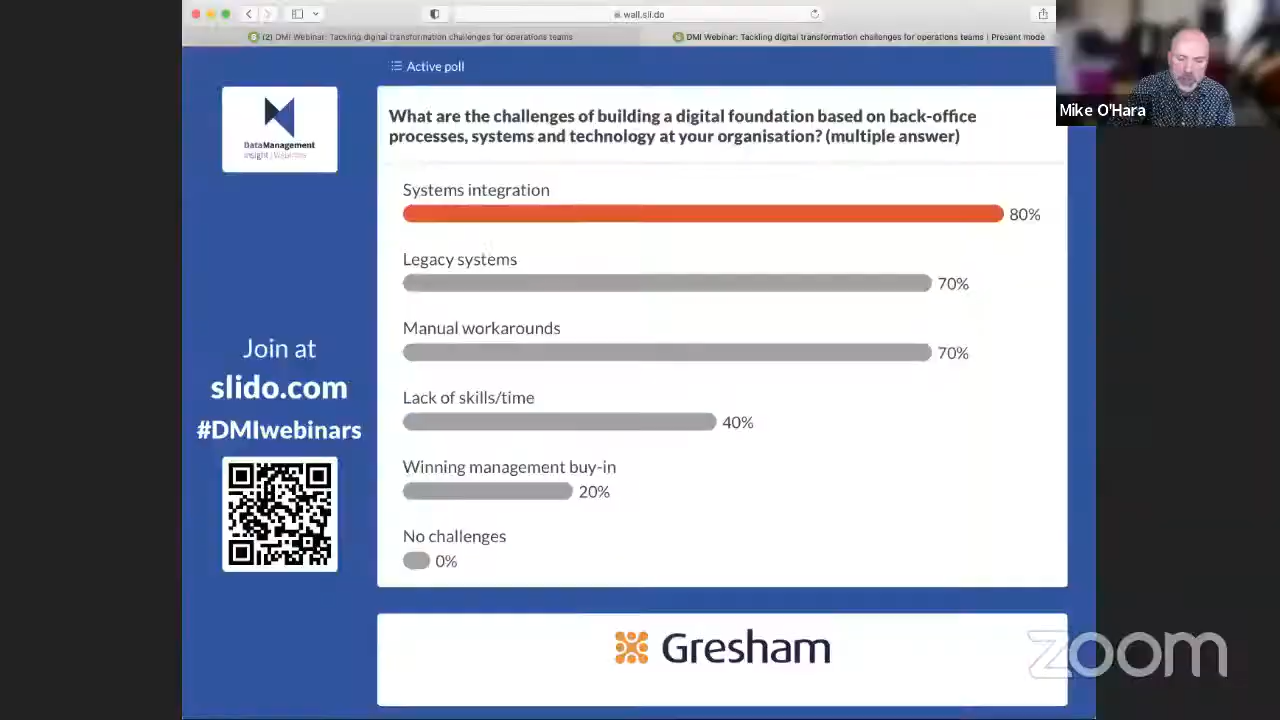 wall.sli.do
(2) DMI Webinar: Tackling digital transformation challenges for operations teams
DMI Webinar: Tackling digital transformation challenges for operations teams | Present mode
Active poll
Mike O'Hara
DataManagement
What are the challenges of building a digital foundation based on back-office
processes, systems and technology at your organisation? (multiple answer)
Systems integration
80%
Legacy systems
70%
Manual workarounds
70%
Lack of skills/time
40%
Winning management buy-in
20%
No challenges
0%
Join at
slido.com
#DMIwebinars
Gresham
zoom